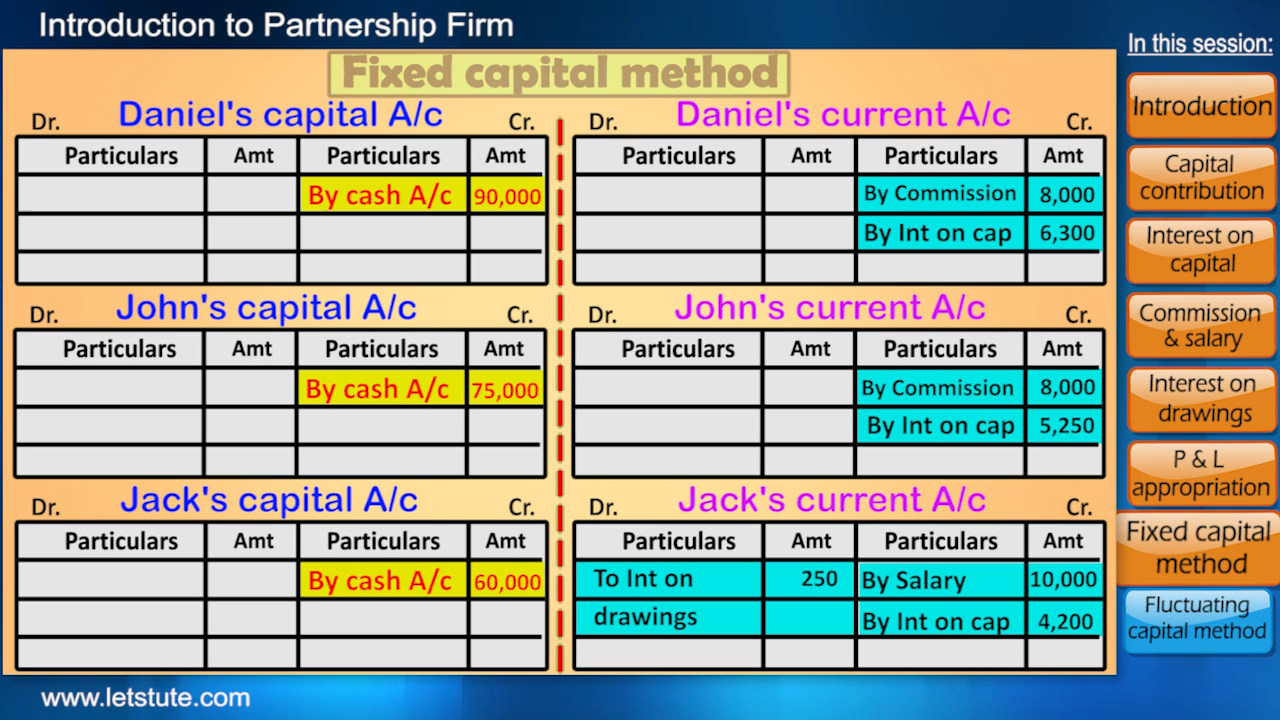 Introduction to Partnership Firm
In this session:
Fixed capital method
Dr. Daniel's capital A/c Cr.
Particulars Amt Particulars Amt
By cash A/c 90,000
Dr. Daniel's current A/c Cr.
Particulars Amt Particulars Amt
By Commission 8,000
By Int on cap 6,300
Dr. John's capital A/c Cr.
Particulars Amt Particulars Amt
By cash A/c 75,000
Dr. John's current A/c Cr.
Particulars Amt Particulars Amt
By Commission 8,000
By Int on cap 5,250
Dr. Jack's capital A/c Cr.
Particulars Amt Particulars Amt
By cash A/c 60,000
Dr. Jack's current A/c Cr.
Particulars Amt Particulars Amt
To Int on 250 By Salary 10,000
drawings By Int on cap 4,200
Introduction
Capital
contribution
Interest on
capital
Commission
& salary
Interest on
drawings
P & L
appropriation
Fixed capital
method
Fluctuating
capital method
www.letstute.com